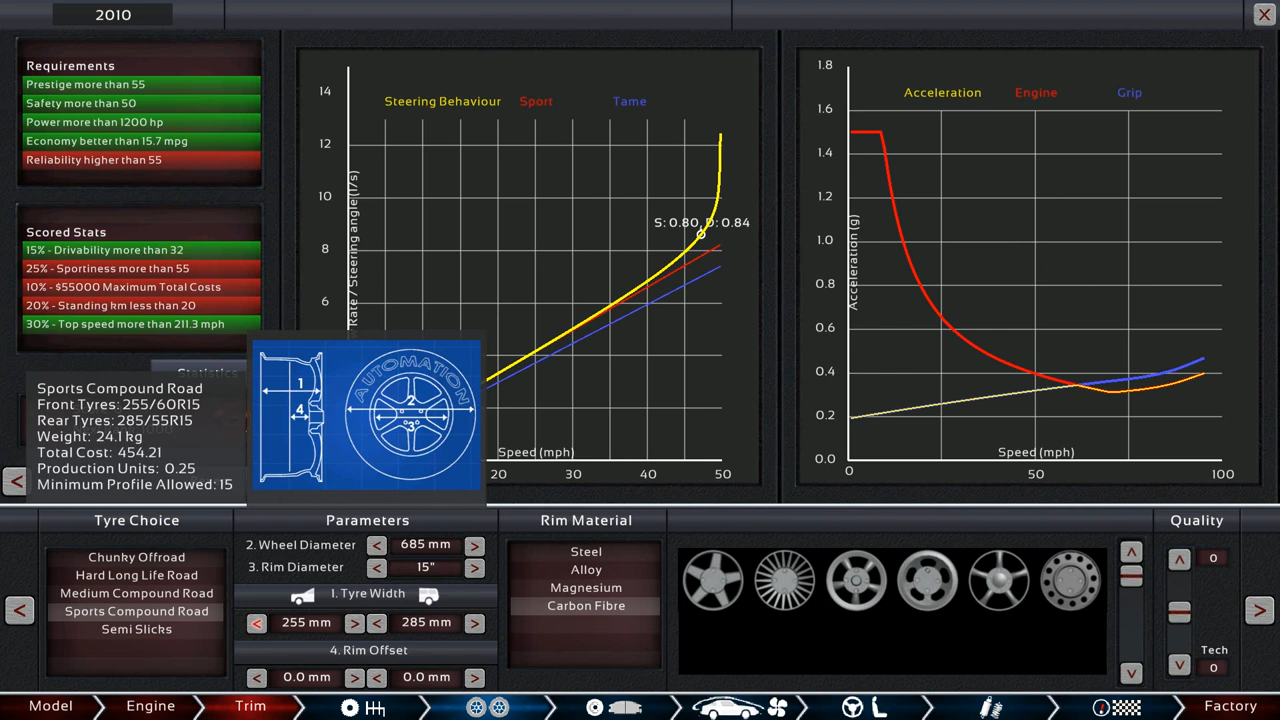 2010
Requirements
Prestige more than 55
Safety more than 50
Power more than 1200 hp
Economy better than 15.7 mpg
Reliability higher than 55
Scored Stats
15% - Drivability more than 32
25% - Sportiness more than 55
10% - $55000 Maximum Total Costs
20% - Standing km less than 20
30% - Top speed more than 211.3 mph
Statistics
Sports Compound Road
Front Tyres: 255/60R15
Rear Tyres: 285/55R15
Weight: 24.1 kg
Total Cost: 454.21
Production Units: 0.25
Minimum Profile Allowed: 15
1
4
AUTOMATION
2
3
Steering Behaviour Sport Tame
14
12
10
8
6
Rate / Steering angle (1/s)
S: 0.80, D: 0.84
Speed (mph)
20 30 40 50
Acceleration Engine Grip
1.8
1.6
1.4
1.2
1.0
0.8
0.6
0.4
0.2
0.0
Acceleration (g)
Speed (mph)
0 50 100
Tyre Choice
Chunky Offroad
Hard Long Life Road
Medium Compound Road
Sports Compound Road
Semi Slicks
Parameters
2. Wheel Diameter < 685 mm >
3. Rim Diameter < 15" >
1. Tyre Width
< 255 mm > < 285 mm >
4. Rim Offset
< 0.0 mm > < 0.0 mm >
Rim Material
Steel
Alloy
Magnesium
Carbon Fibre
Quality
0
Tech
0
Model Engine Trim Factory